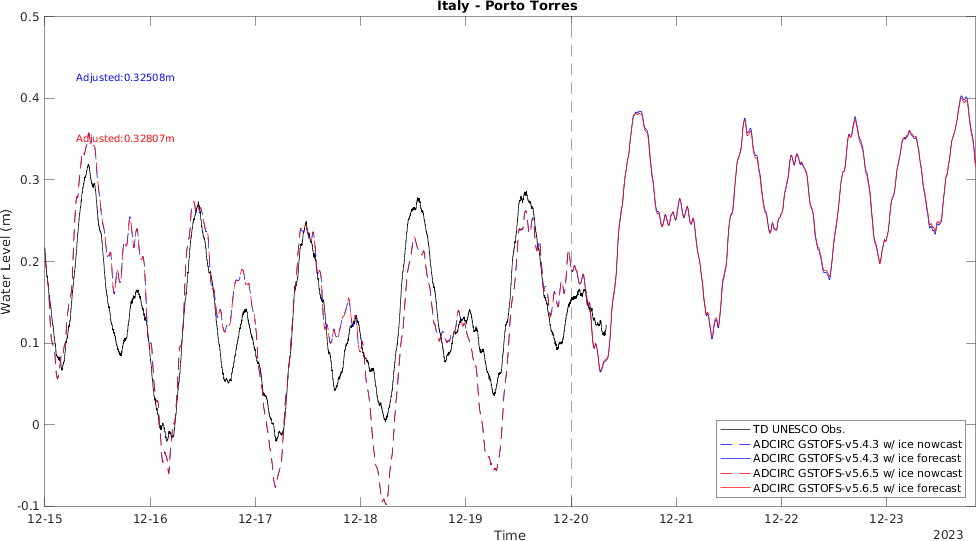 Italy - Porto Torres
0.5
0.4
0.3
0.2
0.1
0
-0.1
Water Level (m)
Adjusted:0.32508m
Adjusted:0.32807m
TD UNESCO Obs.
ADCIRC GSTOFS-v5.4.3 w/ ice nowcast
ADCIRC GSTOFS-v5.4.3 w/ ice forecast
ADCIRC GSTOFS-v5.6.5 w/ ice nowcast
ADCIRC GSTOFS-v5.6.5 w/ ice forecast
12-15 12-16 12-17 12-18 12-19 12-20 12-21 12-22 12-23
Time
2023